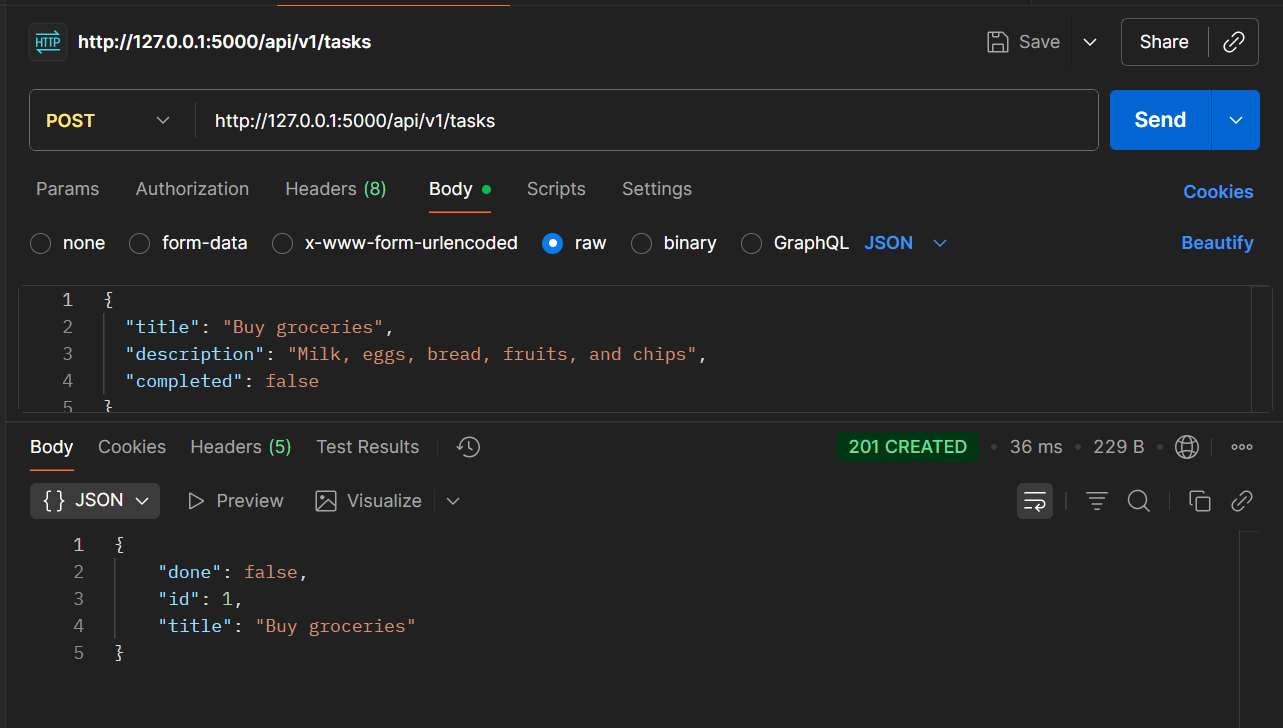 HTTP http://127.0.0.1:5000/api/v1/tasks Save Share
POST http://127.0.0.1:5000/api/v1/tasks Send
Params Authorization Headers (8) Body Scripts Settings Cookies
none form-data x-www-form-urlencoded raw binary GraphQL JSON Beautify
1 {
2 "title": "Buy groceries",
3 "description": "Milk, eggs, bread, fruits, and chips",
4 "completed": false
5 }
Body Cookies Headers (5) Test Results 201 CREATED 36 ms 229 B
{} JSON Preview Visualize
1 {
2 "done": false,
3 "id": 1,
4 "title": "Buy groceries"
5 }